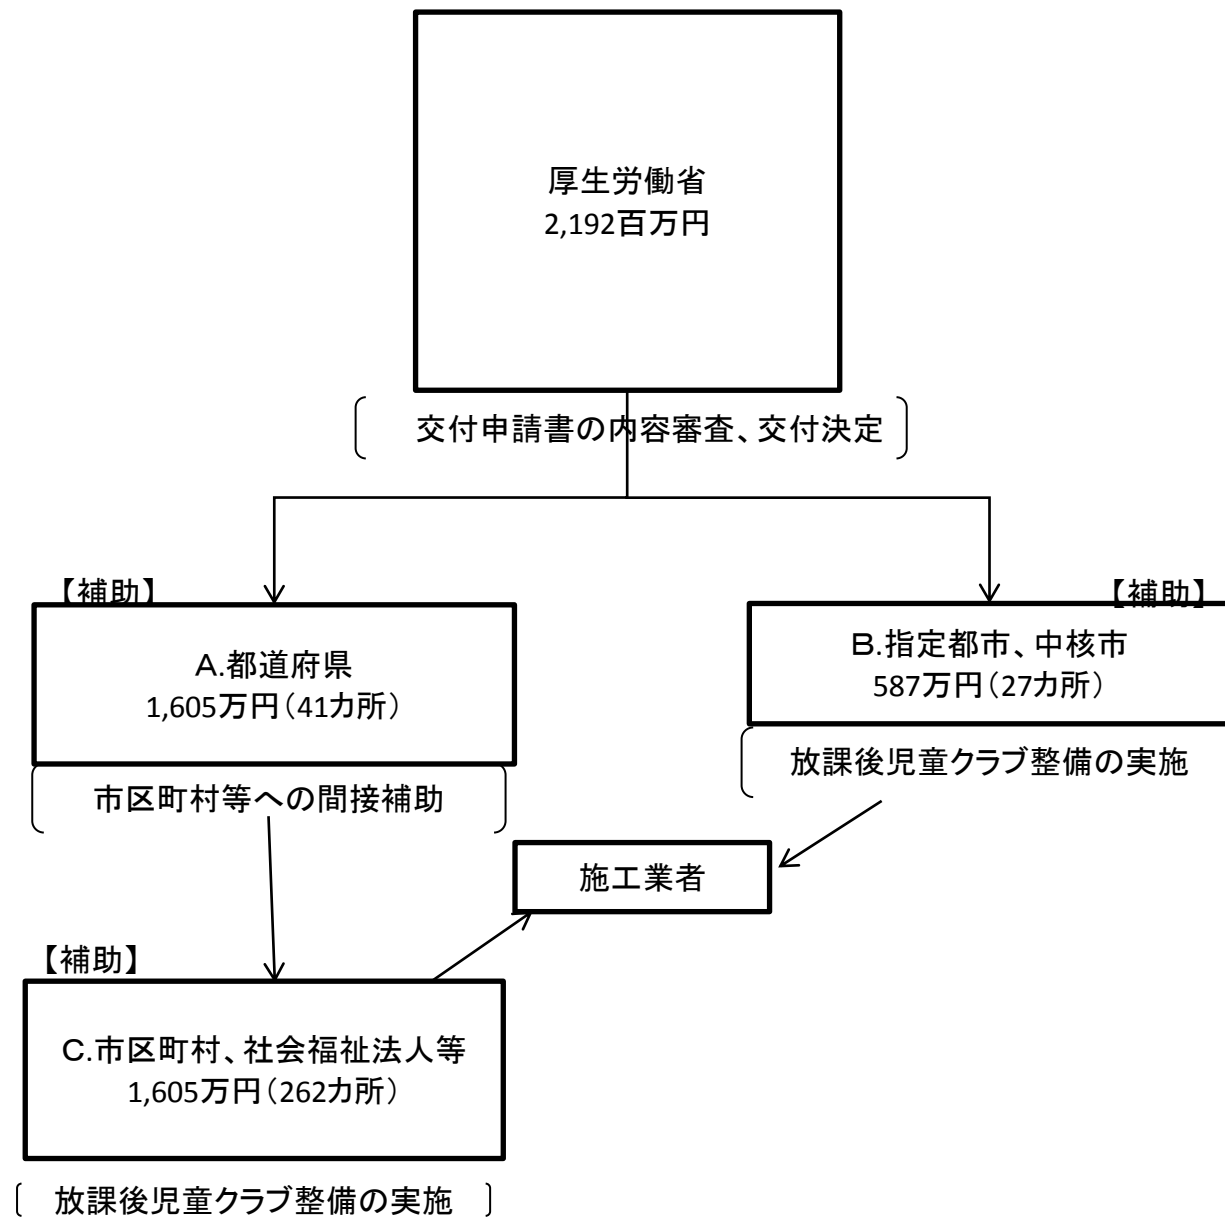 厚生労働省
2,192百万円
交付申請書の内容審査、交付決定
【補助】
A.都道府県
1,605万円（41カ所）
市区町村等への間接補助
【補助】
B.指定都市、中核市
587万円（27カ所）
放課後児童クラブ整備の実施
施工業者
【補助】
C.市区町村、社会福祉法人等
1,605万円（262カ所）
放課後児童クラブ整備の実施